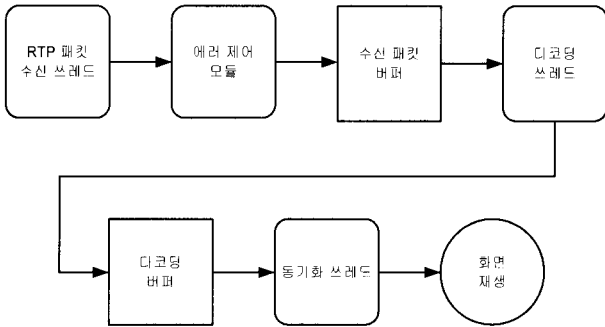 RTP 패킷
수신 쓰레드
에러 제어
모듈
수신 패킷
버퍼
디코딩
쓰레드
디코딩
버퍼
동기화 쓰레드
화면
재생